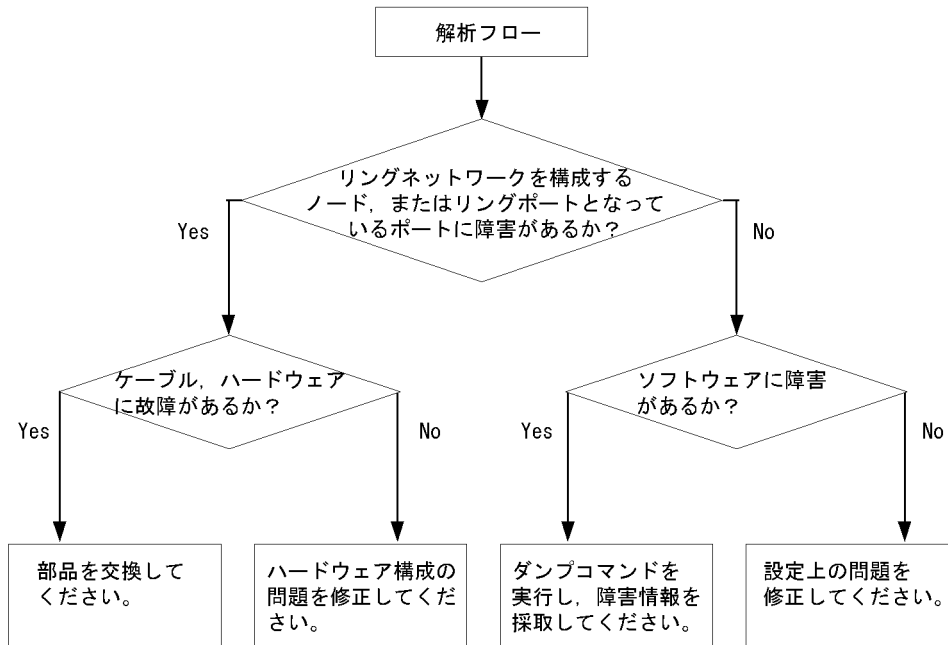 解析フロー
リングネットワークを構成する
ノード，またはリングポートとなって
いるポートに障害があるか？
Yes
No
ケーブル，ハードウェア
に故障があるか？
ソフトウェアに障害
があるか？
Yes
No
Yes
No
部品を交換して
ください。
ハードウェア構成の
問題を修正してくだ
さい。
ダンプコマンドを
実行し，障害情報を
採取してください。
設定上の問題を
修正してください。